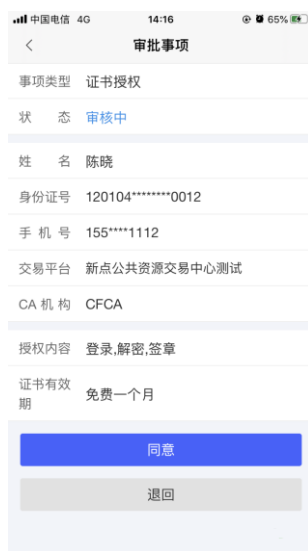 中国电信 4G 14:16 65%
审批事项
事项类型 证书授权
状 态 审核中
姓 名 陈晓
身份证号 120104********0012
手 机 号 155****1112
交易平台 新点公共资源交易中心测试
CA 机 构 CFCA
授权内容 登录,解密,签章
证书有效
期 免费一个月
同意
退回